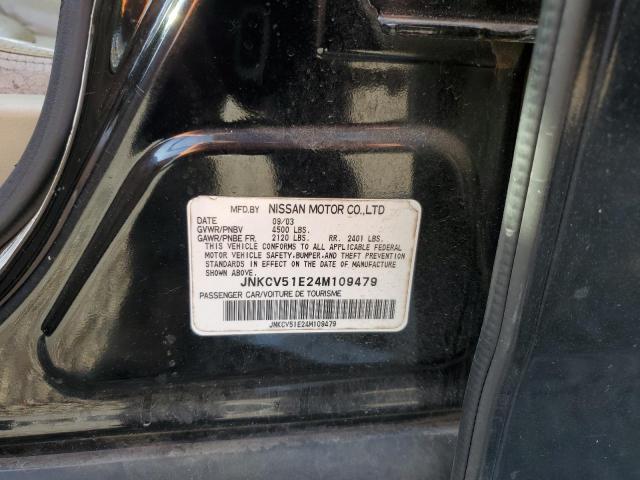 MFD.BY NISSAN MOTOR CO.,LTD
DATE 09/03
GVWR/PNBV 4500 LBS.
GAWR/PNBE FR. 2120 LBS. RR. 2401 LBS.
THIS VEHICLE CONFORMS TO ALL APPLICABLE FEDERAL
MOTOR VEHICLE SAFETY,BUMPER,AND THEFT PREVENTION
STANDARDS IN EFFECT ON THE DATE OF MANUFACTURE
SHOWN ABOVE.
JNKCV51E24M109479
PASSENGER CAR/VOITURE DE TOURISME
JNKCV51E24M109479